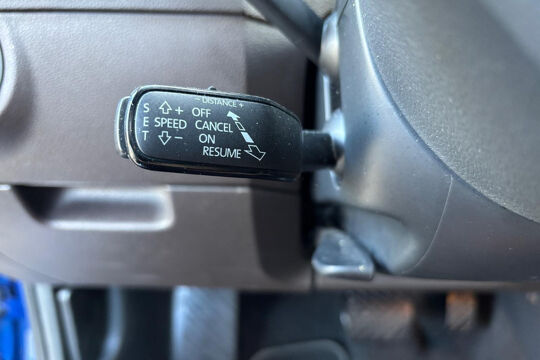 - DISTANCE +
S + OFF
E SPEED CANCEL
T - ON
RESUME